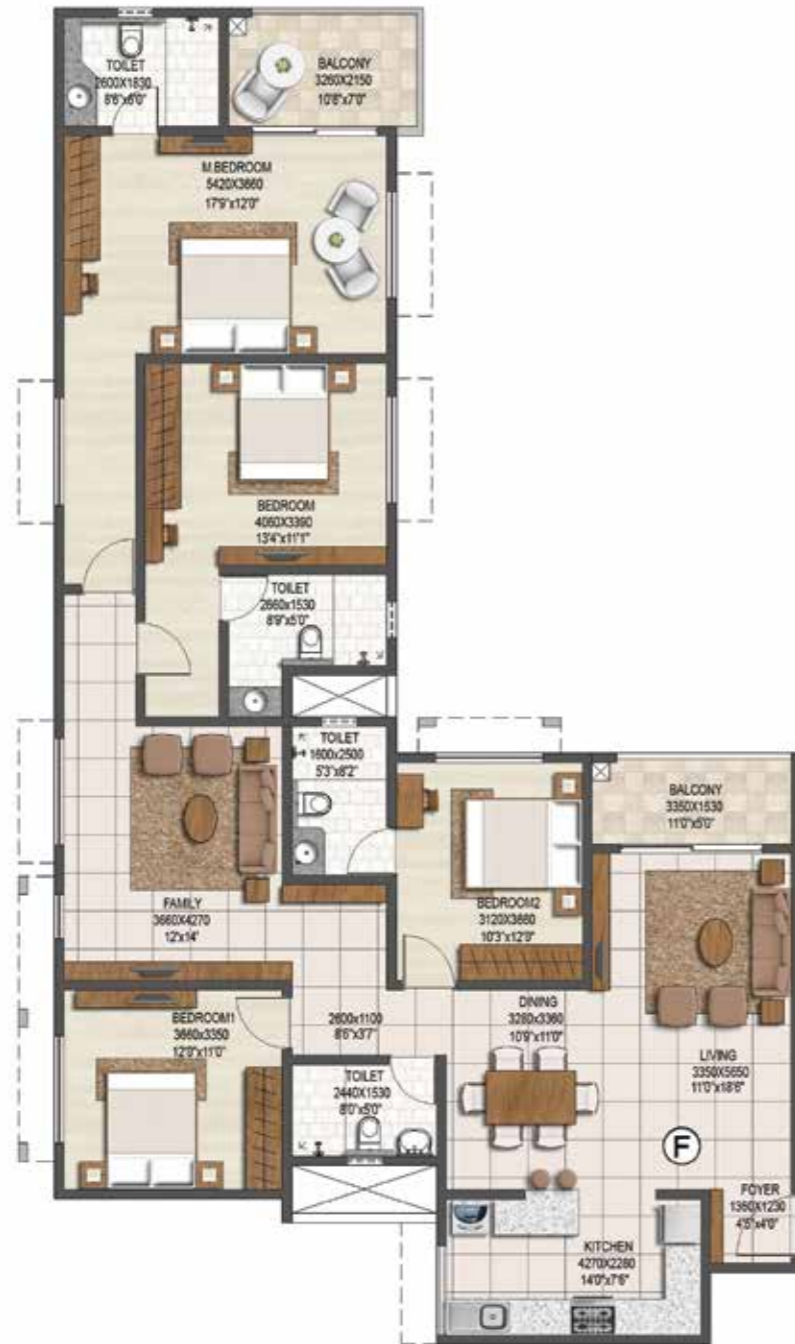 TOILET
2600X1830
8'6"x6'0"
BALCONY
3260X2150
10'8"x7'0"
M.BEDROOM
5420X3660
17'9"x12'0"
BEDROOM
4060X3390
13'4"x11'1"
TOILET
2660x1530
8'9"x5'0"
TOILET
1600x2500
5'3"x8'2"
BALCONY
3350X1530
11'0"x5'0"
FAMILY
3660X4270
12'x14'
BEDROOM2
3120X3660
10'3"x12'0"
BEDROOM1
3660x3350
12'0"x11'0"
2600x1100
8'6"x3'7"
DINING
3280x3360
10'9"x11'0"
LIVING
3350X5650
11'0"x18'6"
TOILET
2440X1530
8'0"x5'0"
F
FOYER
1360X1230
4'5"x4'0"
KITCHEN
4270X2280
14'0"x7'6"